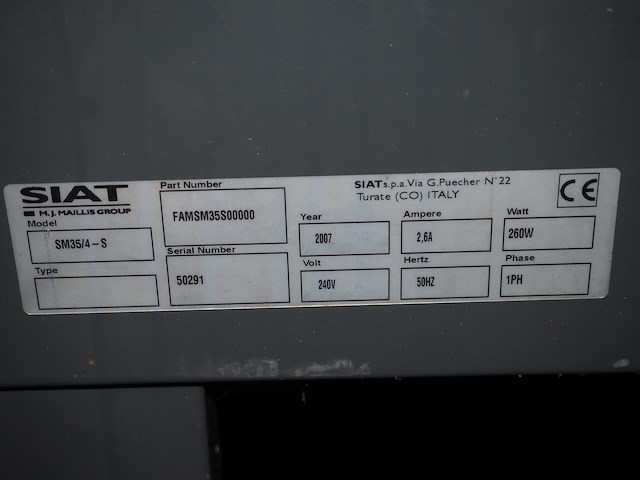 SIAT
M.J. MAILLIS GROUP
Model
SM35/4-S
Type
Part Number
FAMSM35S00000
Serial Number
50291
SIAT s.p.a. Via G. Puecher N°22
Turate (CO) ITALY
CE
Year
2007
Ampere
2,6A
Watt
260W
Volt
240V
Hertz
50HZ
Phase
1PH